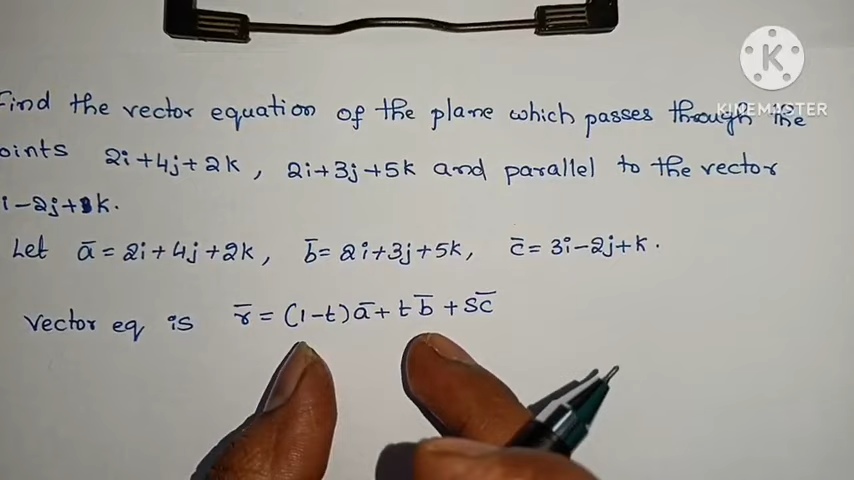 K
KINEMASTER
Find the vector equation of the plane which passes through the
oints 2i+4j+2k, 2i+3j+5k and parallel to the vector
i-2j+k.
Let a̅ = 2i+4j+2k, b̅ = 2i+3j+5k, c̅ = 3i-2j+k.
Vector eq is r̅ = (1-t)a̅ + tb̅ + sc̅